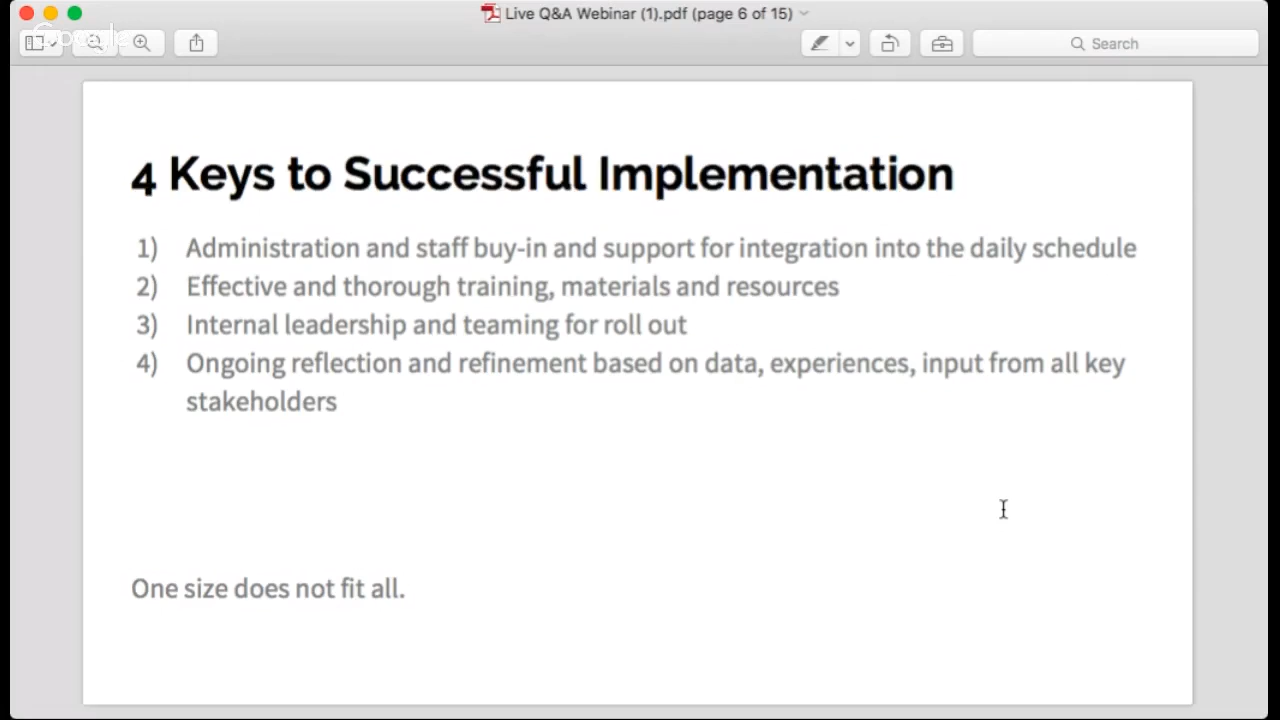 Live Q&A Webinar (1).pdf (page 6 of 15)
Google
Search
4 Keys to Successful Implementation
1) Administration and staff buy-in and support for integration into the daily schedule
2) Effective and thorough training, materials and resources
3) Internal leadership and teaming for roll out
4) Ongoing reflection and refinement based on data, experiences, input from all key
stakeholders
One size does not fit all.